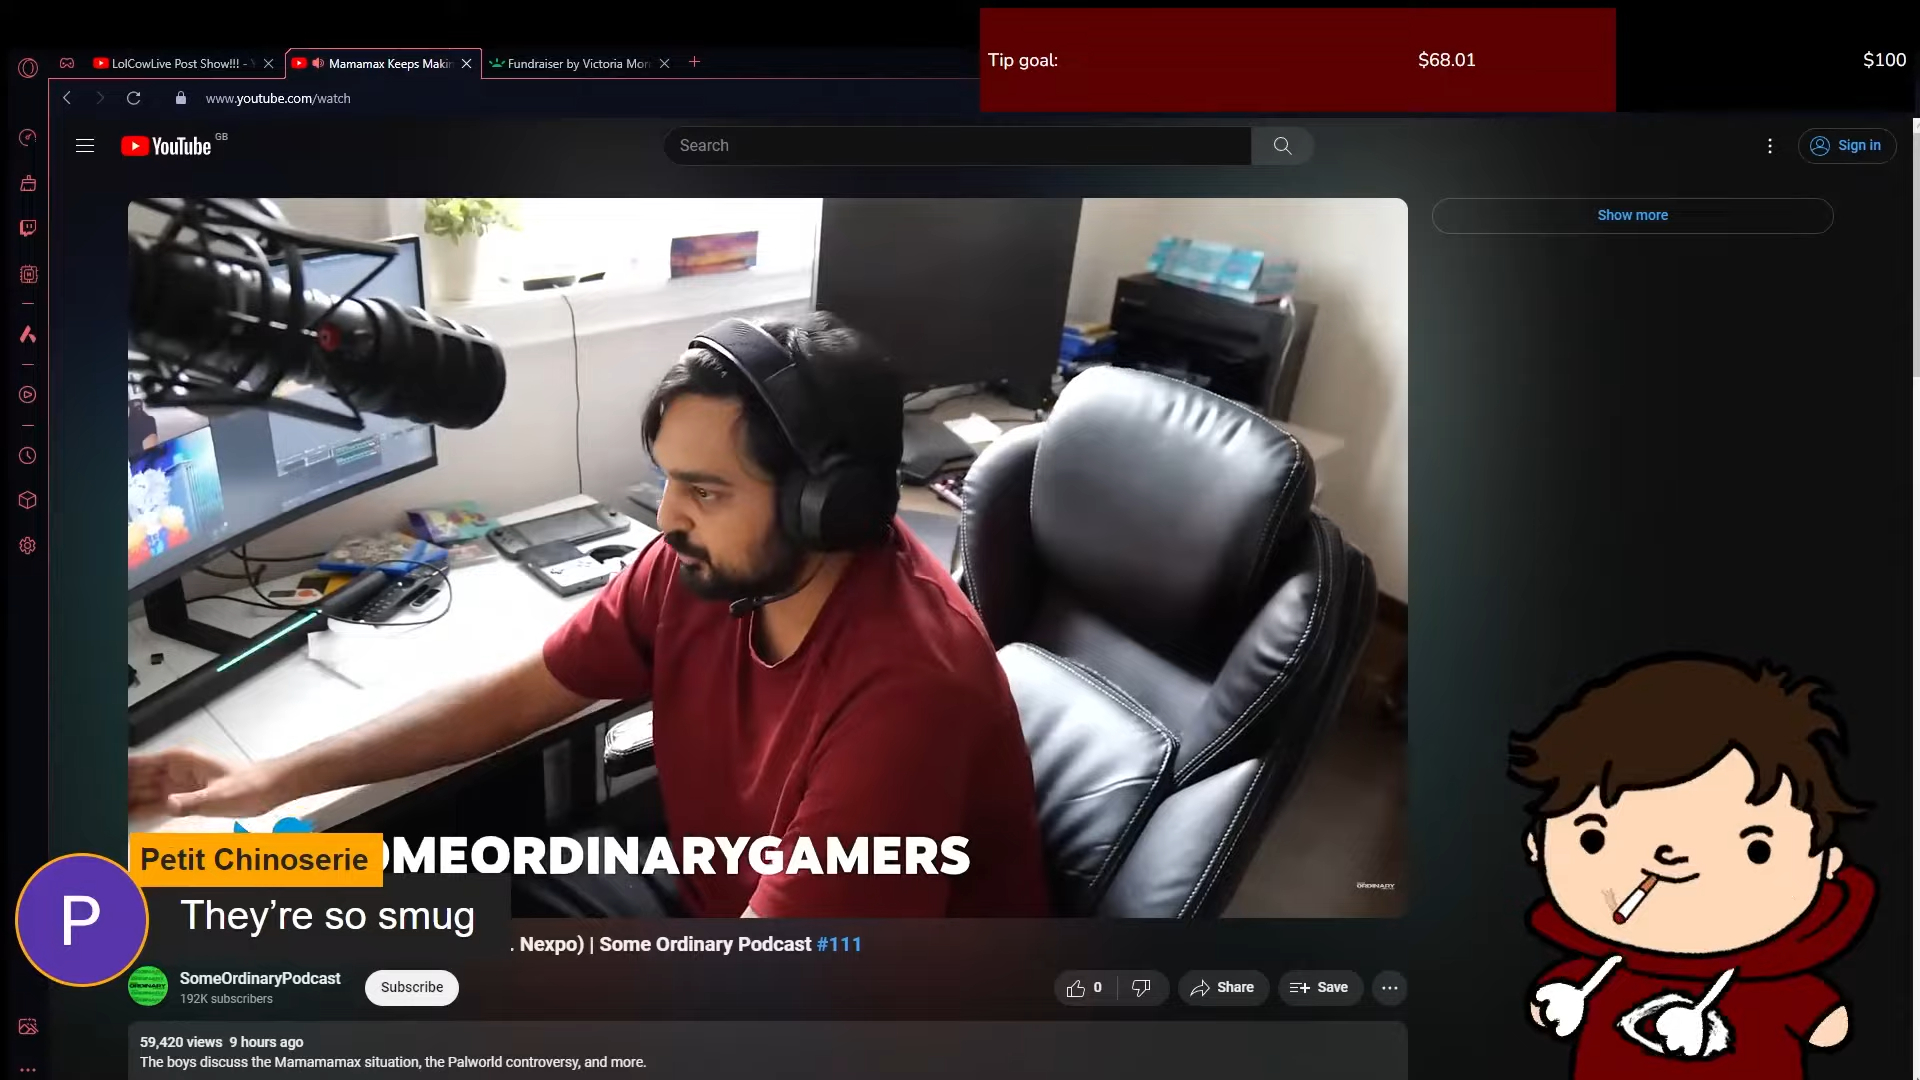 Tip goal:
$68.01
$100
LolCowLive Post Show!!! -
Mamamax Keeps Makin
Fundraiser by Victoria Mor
www.youtube.com/watch
YouTube
GB
Search
Sign in
Show more
OMEORDINARYGAMERS
ORDINARY
Petit Chinoserie
P
They’re so smug
. Nexpo) | Some Ordinary Podcast #111
ORDINARY
SomeOrdinaryPodcast
192K subscribers
Subscribe
0
Share
Save
59,420 views 9 hours ago
The boys discuss the Mamamamax situation, the Palworld controversy, and more.